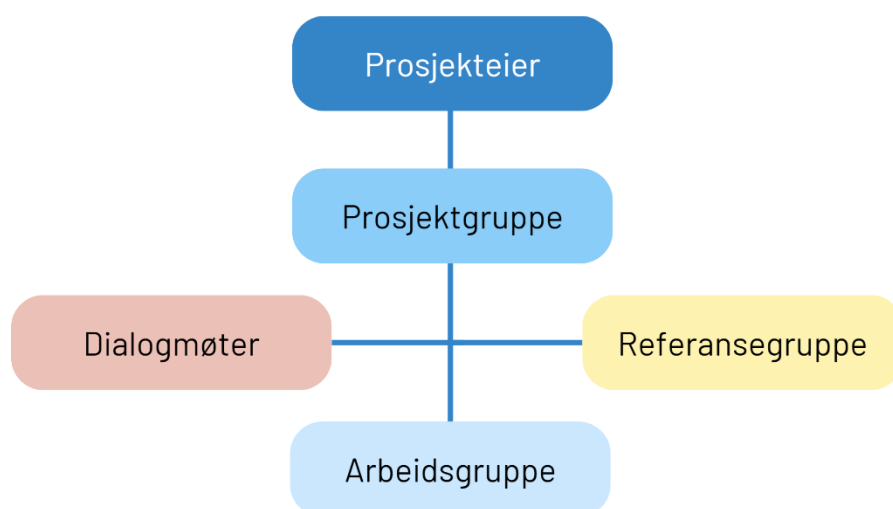 Prosjekteier
Prosjektgruppe
Dialogmøter
Referansegruppe
Arbeidsgruppe